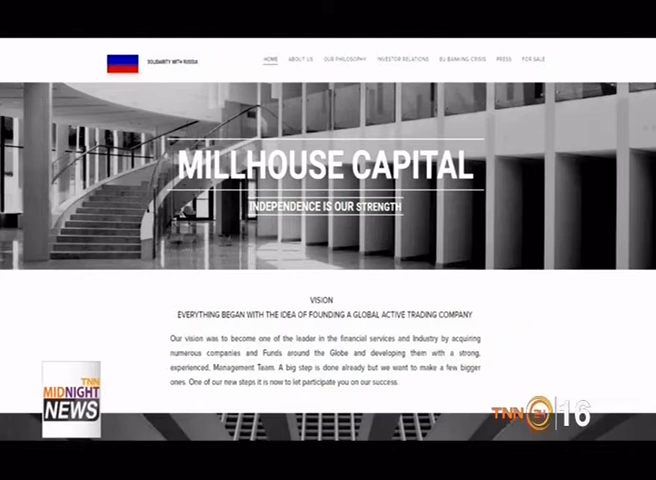 SOLIDARITY WITH RUSSIA
HOME ABOUT US OUR PHILOSOPHY INVESTOR RELATIONS EU BANKING CRISIS PRESS FOR SALE
MILLHOUSE CAPITAL
INDEPENDENCE IS OUR STRENGTH
VISION
EVERYTHING BEGAN WITH THE IDEA OF FOUNDING A GLOBAL ACTIVE TRADING COMPANY
Our vision was to become one of the leader in the financial services and Industry by acquiring
numerous companies and Funds around the Globe and developing them with a strong,
experienced, Management Team. A big step is done already but we want to make a few bigger
ones. One of our new steps it is now to let participate you on our success.
TNN
MIDNIGHT
NEWS
TNN 24 16